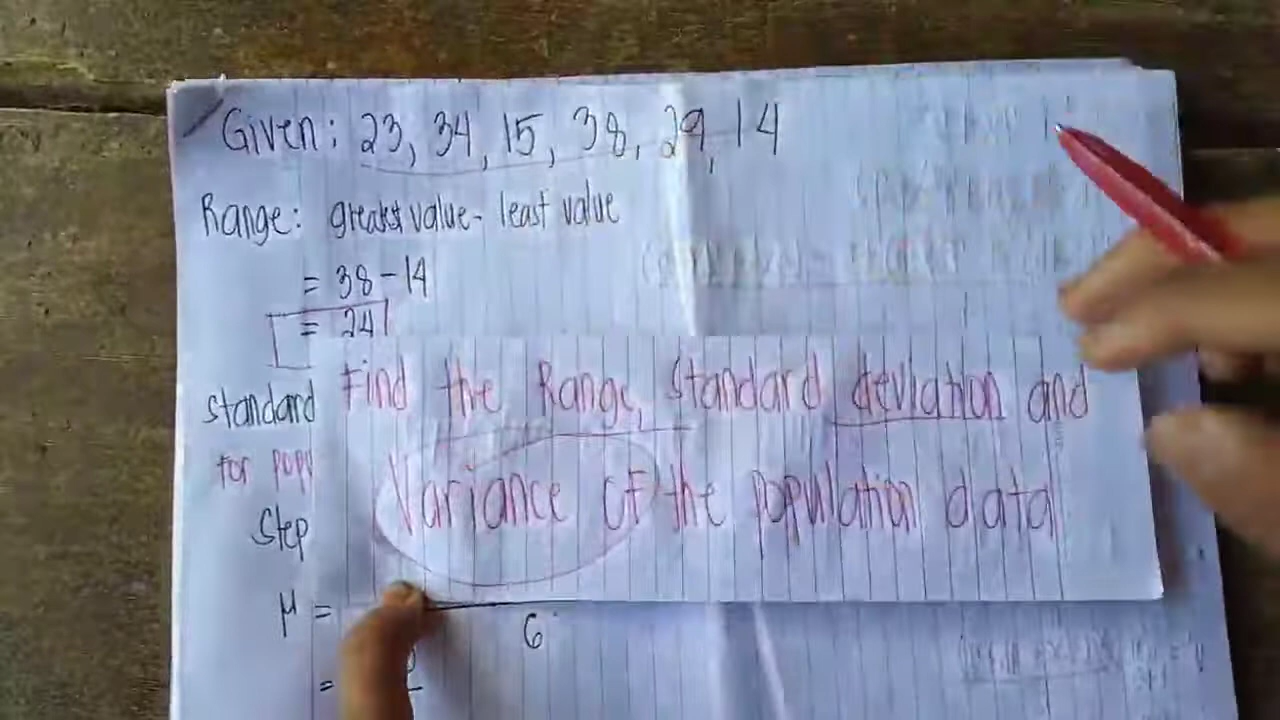 Given: 23, 34, 15, 38, 29, 14
Range: greatest value - least value
= 38 - 14
= 24
Find the Range, standard deviation and
Variance of the population data
standard
for popu
Step
μ =
6
=